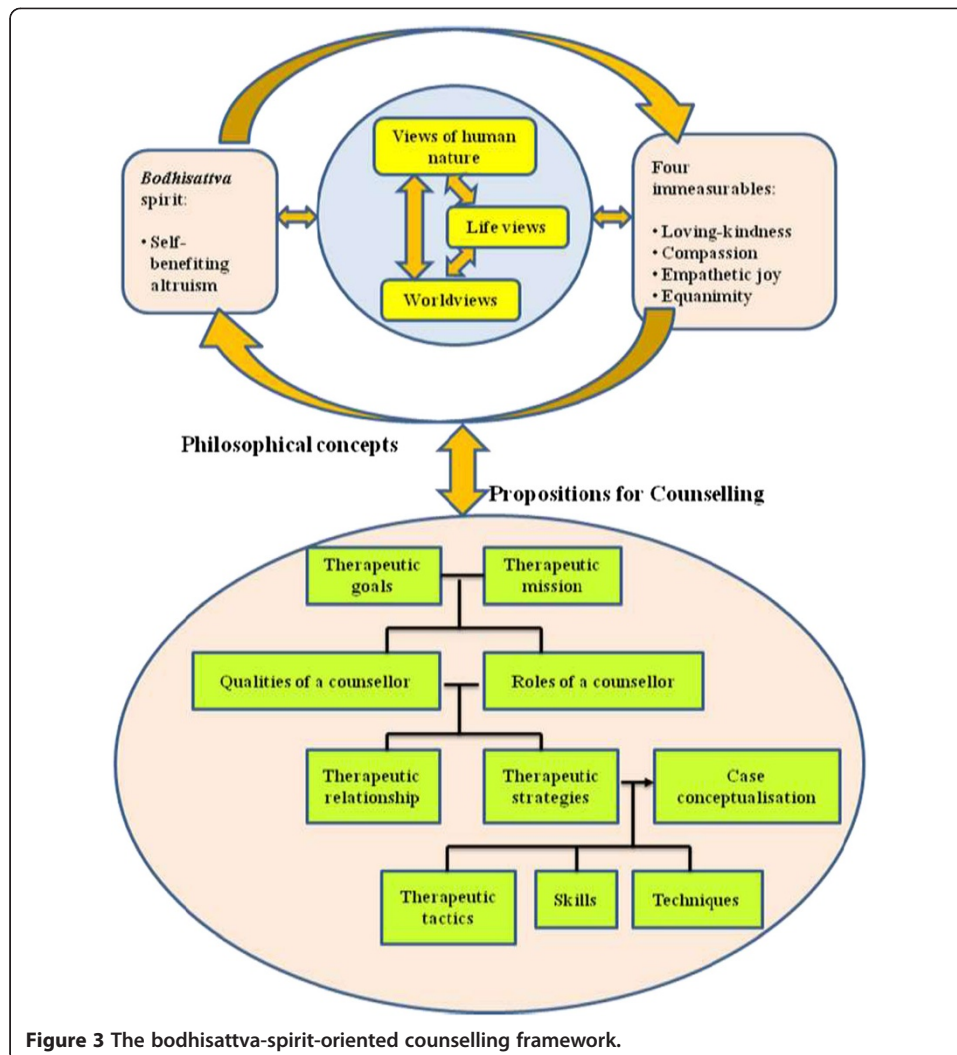 Bodhisattva
spirit:
• Self-
benefiting
altruism
Views of human
nature
Life views
Worldviews
Four
immeasurables:
• Loving-kindness
• Compassion
• Empathetic joy
• Equanimity
Philosophical concepts
Propositions for Counselling
Therapeutic
goals
Therapeutic
mission
Qualities of a counsellor
Roles of a counsellor
Therapeutic
relationship
Therapeutic
strategies
Case
conceptualisation
Therapeutic
tactics
Skills
Techniques
Figure 3 The bodhisattva-spirit-oriented counselling framework.